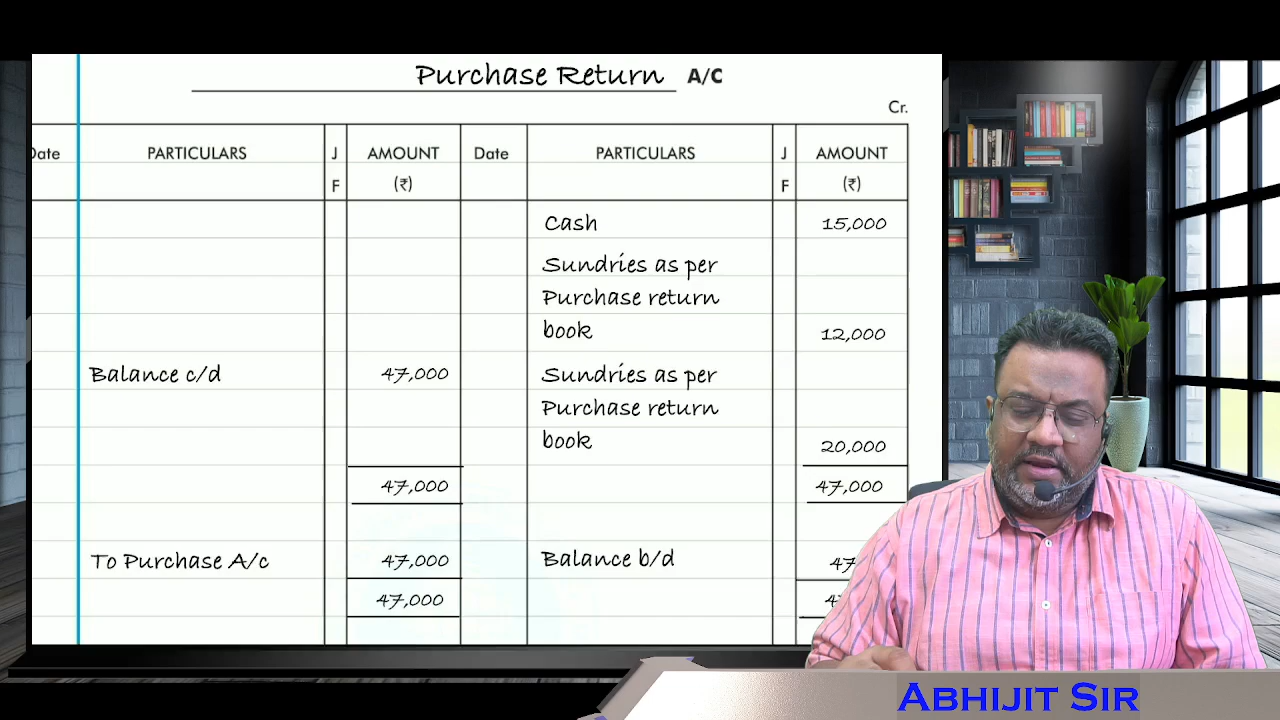 Purchase Return A/C
Cr.
PARTICULARS J AMOUNT Date PARTICULARS J AMOUNT
F (₹) F (₹)
Cash 15,000
Sundries as per
Purchase return
book 12,000
Balance c/d 47,000 Sundries as per
Purchase return
book 20,000
47,000 47,000
To Purchase A/c 47,000 Balance b/d
47,000
Abhijit Sir